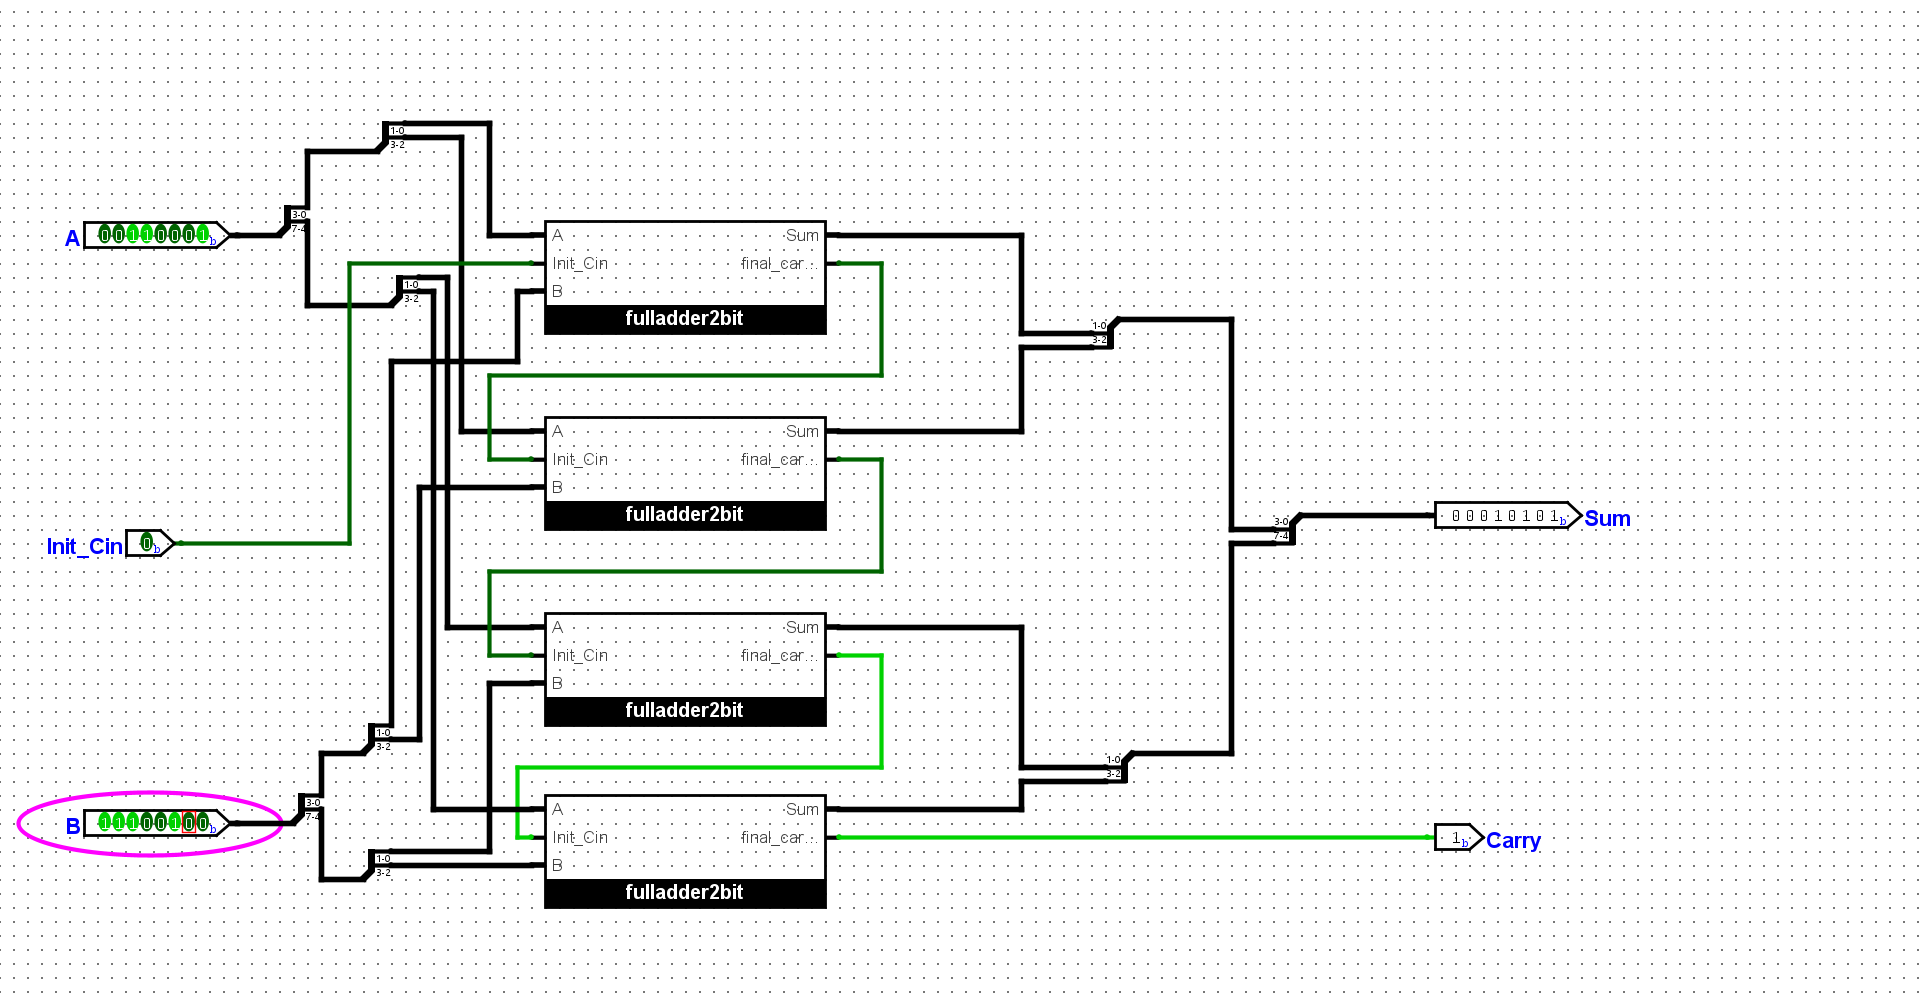 1-0
3-2
3-0
7-4
A 00110001b
A Sum
Init_Cin final_car...
B
fulladder2bit
1-0
3-2
1-0
3-2
A Sum
Init_Cin final_car...
B
fulladder2bit
3-0
7-4
00010101b Sum
Init_Cin 0b
A Sum
Init_Cin final_car...
B
fulladder2bit
1-0
3-2
1-0
3-2
3-0
7-4
B 11100100b
A Sum
Init_Cin final_car...
B
fulladder2bit
1b Carry
1-0
3-2